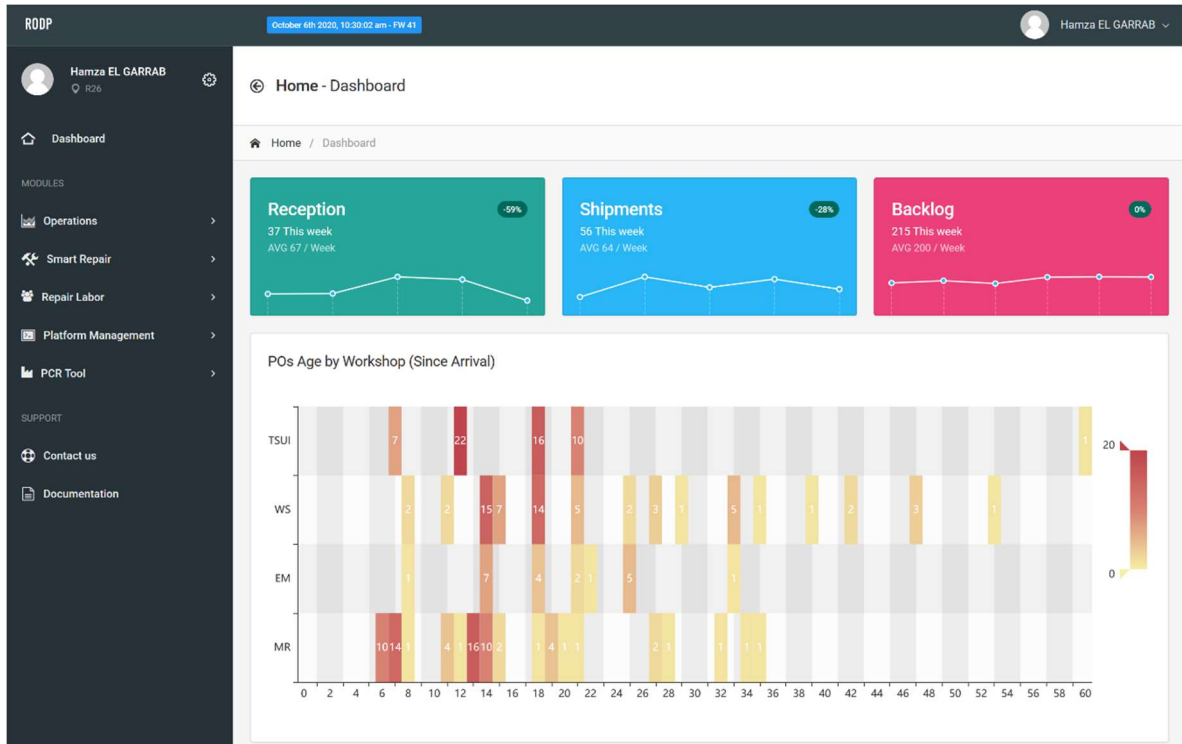 RODP
October 6th 2020, 10:30:02 am - FW 41
Hamza EL GARRAB
Hamza EL GARRAB
R26
Dashboard
MODULES
Operations
Smart Repair
Repair Labor
Platform Management
PCR Tool
SUPPORT
Contact us
Documentation
Home - Dashboard
Home / Dashboard
Reception
-59%
37 This week
AVG 67 / Week
Shipments
-28%
56 This week
AVG 64 / Week
Backlog
0%
215 This week
AVG 200 / Week
POs Age by Workshop (Since Arrival)
TSUI 7 22 16 10 1
WS 2 2 15 7 14 5 2 3 1 5 1 1 2 3 1
EM 1 7 4 2 1 5 1
MR 10 14 1 4 1 16 10 2 1 4 1 1 2 1 1 1 1
0 2 4 6 8 10 12 14 16 18 20 22 24 26 28 30 32 34 36 38 40 42 44 46 48 50 52 54 56 58 60
20
0